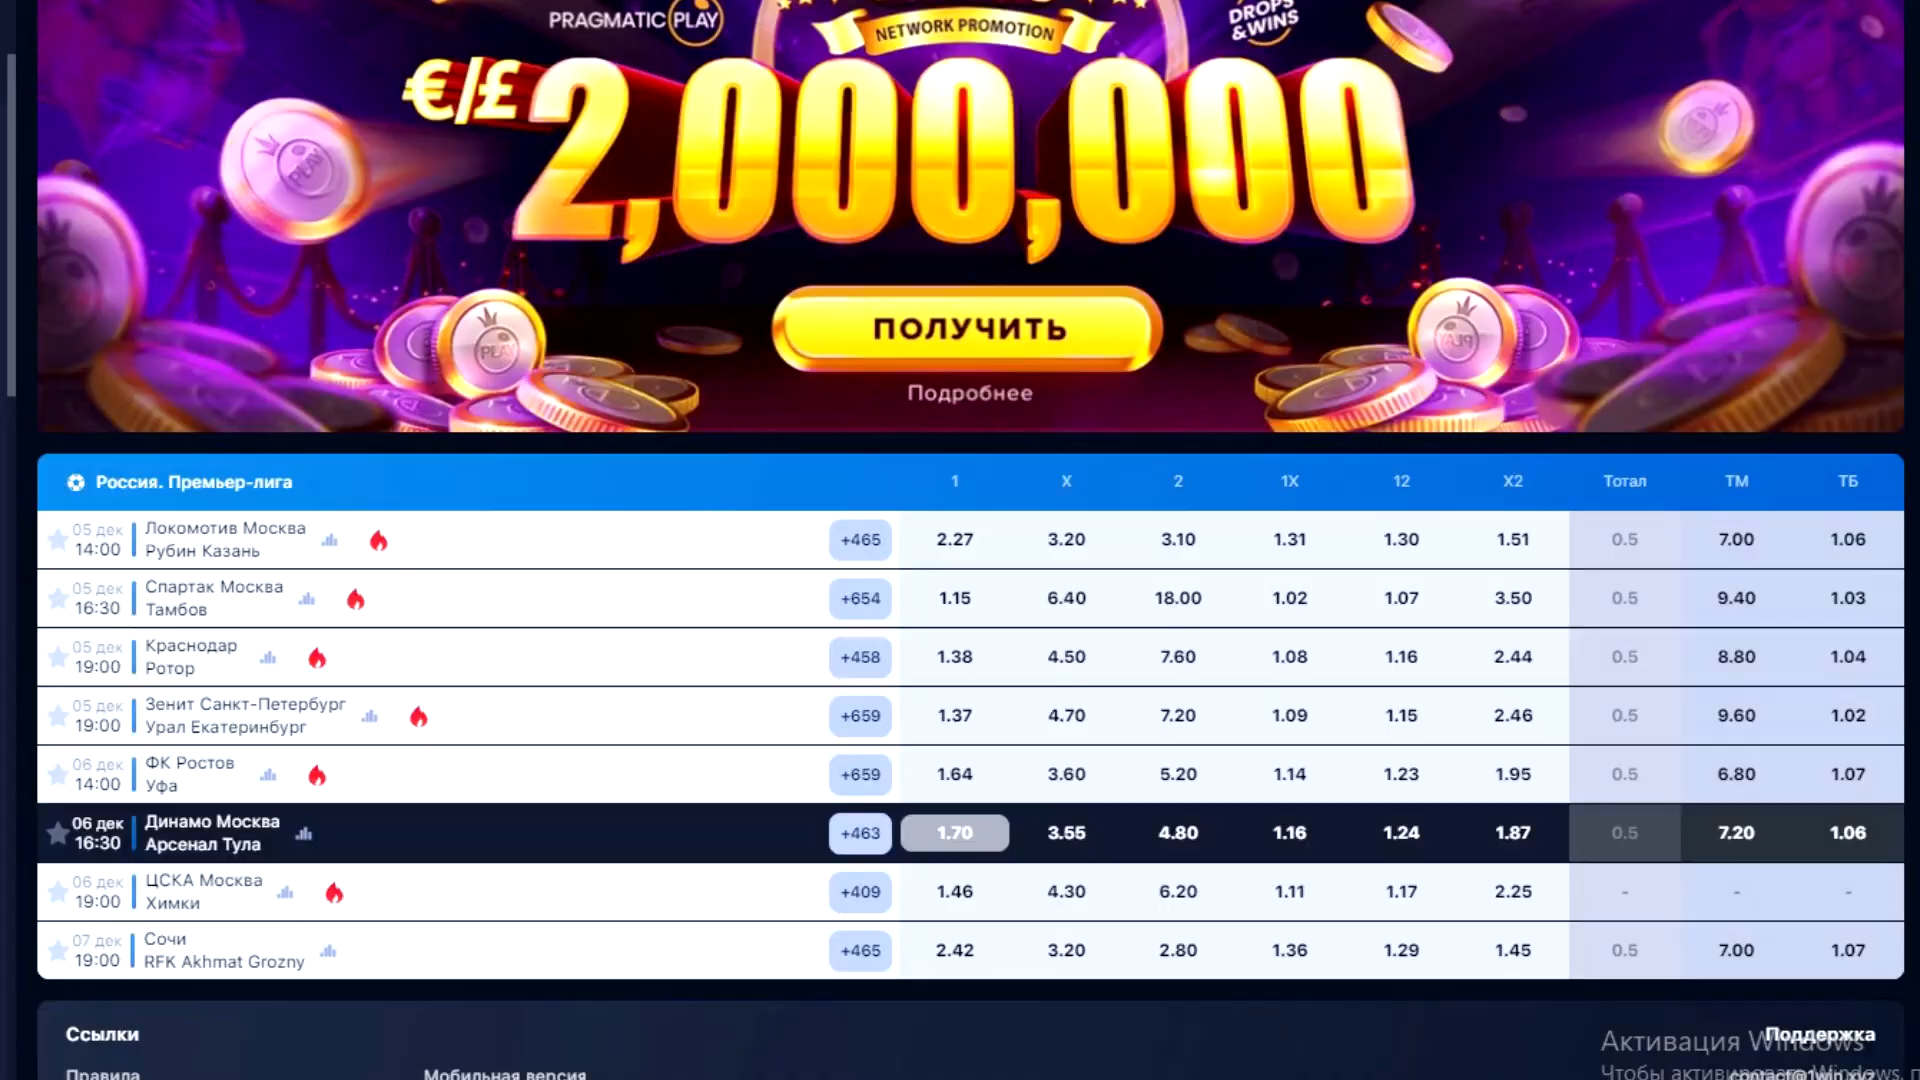 PRAGMATIC PLAY
NETWORK PROMOTION
DROPS
&WINS
€/£2,000,000
ПОЛУЧИТЬ
Подробнее
Россия. Премьер-лига 1 X 2 1X 12 X2 Тотал ТМ ТБ
05 дек 14:00 Локомотив Москва Рубин Казань +465 2.27 3.20 3.10 1.31 1.30 1.51 0.5 7.00 1.06
05 дек 16:30 Спартак Москва Тамбов +654 1.15 6.40 18.00 1.02 1.07 3.50 0.5 9.40 1.03
05 дек 19:00 Краснодар Ротор +458 1.38 4.50 7.60 1.08 1.16 2.44 0.5 8.80 1.04
05 дек 19:00 Зенит Санкт-Петербург Урал Екатеринбург +659 1.37 4.70 7.20 1.09 1.15 2.46 0.5 9.60 1.02
06 дек 14:00 ФК Ростов Уфа +659 1.64 3.60 5.20 1.14 1.23 1.95 0.5 6.80 1.07
06 дек 16:30 Динамо Москва Арсенал Тула +463 1.70 3.55 4.80 1.16 1.24 1.87 0.5 7.20 1.06
06 дек 19:00 ЦСКА Москва Химки +409 1.46 4.30 6.20 1.11 1.17 2.25 - - -
07 дек 19:00 Сочи RFK Akhmat Grozny +465 2.42 3.20 2.80 1.36 1.29 1.45 0.5 7.00 1.07
Ссылки
Поддержка
Активация Windows
Правила
Мобильная версия
contact@1win.xyz